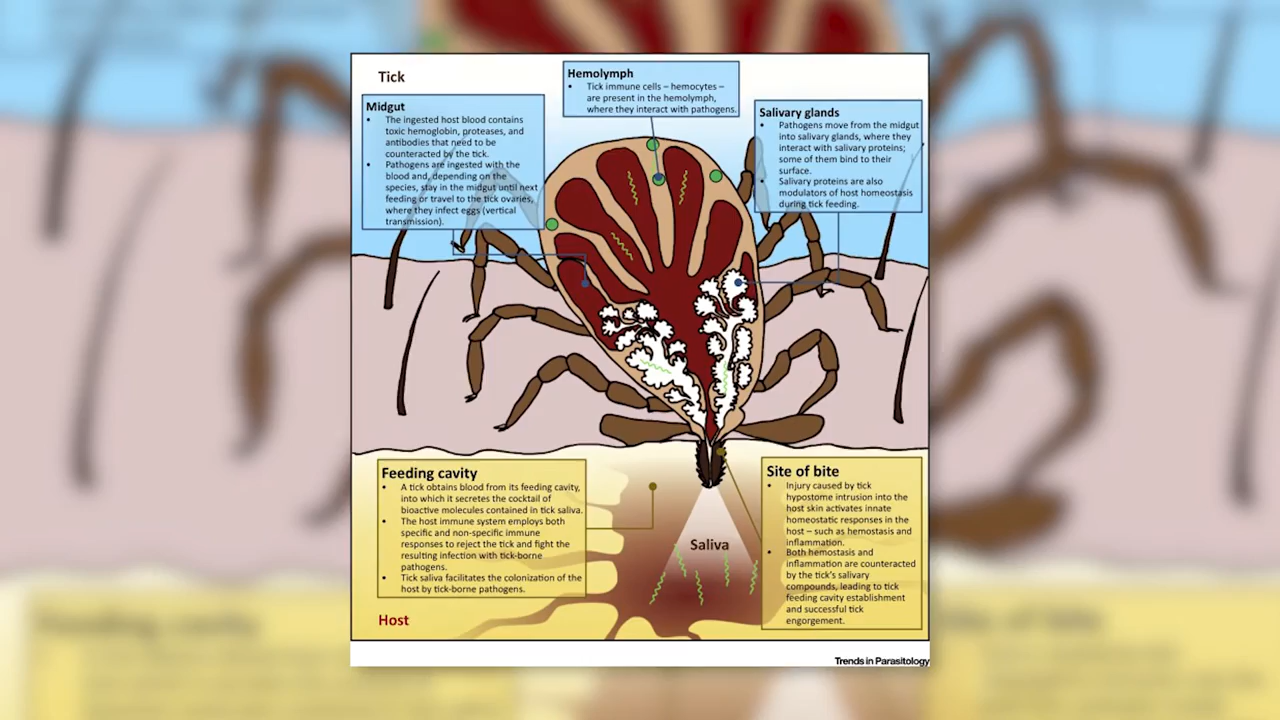 Tick
Midgut
• The ingested host blood contains
toxic hemoglobin, proteases, and
antibodies that need to be
counteracted by the tick.
• Pathogens are ingested with the
blood and, depending on the
species, stay in the midgut until next
feeding or travel to the tick ovaries,
where they infect eggs (vertical
transmission).
Hemolymph
• Tick immune cells – hemocytes –
are present in the hemolymph,
where they interact with pathogens.
Salivary glands
• Pathogens move from the midgut
into salivary glands, where they
interact with salivary proteins;
some of them bind to their
surface.
• Salivary proteins are also
modulators of host homeostasis
during tick feeding.
Feeding cavity
• A tick obtains blood from its feeding cavity,
into which it secretes the cocktail of
bioactive molecules contained in tick saliva.
• The host immune system employs both
specific and non-specific immune
responses to reject the tick and fight the
resulting infection with tick-borne
pathogens.
• Tick saliva facilitates the colonization of the
host by tick-borne pathogens.
Saliva
Site of bite
• Injury caused by tick
hypostome intrusion into the
host skin activates innate
homeostatic responses in the
host – such as hemostasis and
inflammation.
• Both hemostasis and
inflammation are counteracted
by the tick's salivary
compounds, leading to tick
feeding cavity establishment
and successful tick
engorgement.
Host
Trends in Parasitology